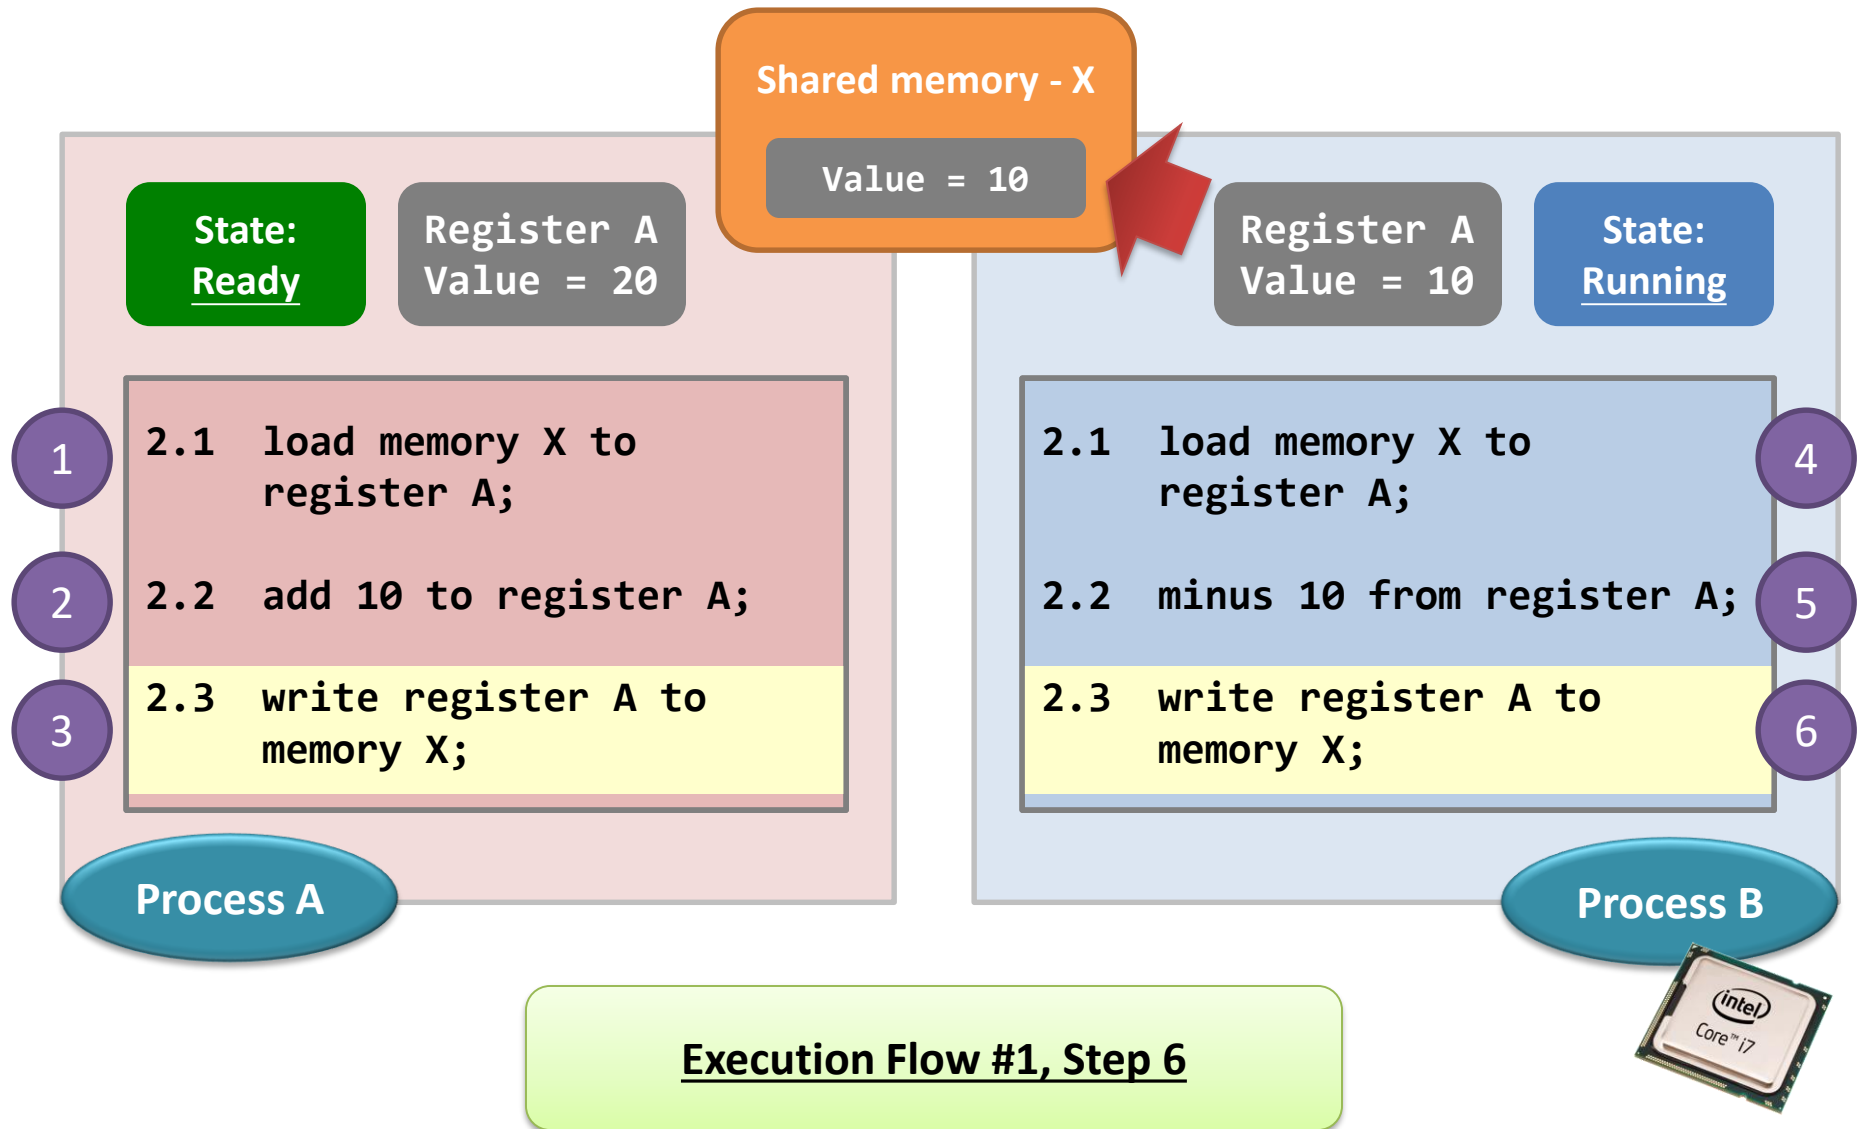 Shared memory - X
Value = 10
State:
Ready
Register A
Value = 20
Register A
Value = 10
State:
Running
1
2.1 load memory X to
register A;
2
2.2 add 10 to register A;
3
2.3 write register A to
memory X;
Process A
2.1 load memory X to
register A;
4
2.2 minus 10 from register A;
5
2.3 write register A to
memory X;
6
Process B
intel
Core™ i7
Execution Flow #1, Step 6